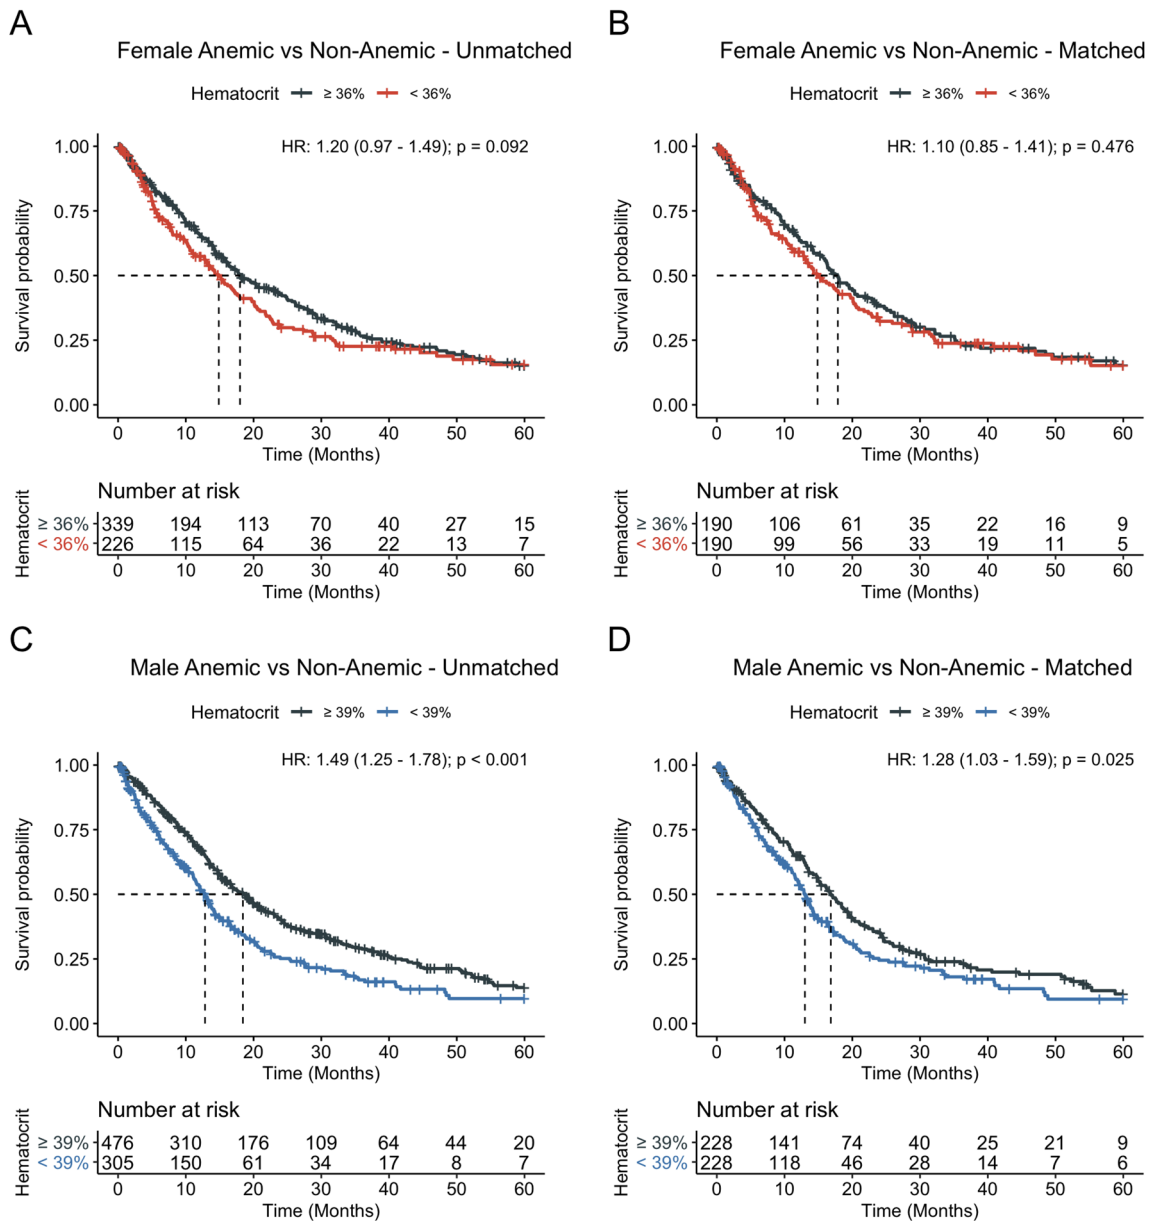 A
Female Anemic vs Non-Anemic - Unmatched
Hematocrit ≥ 36% < 36%
HR: 1.20 (0.97 - 1.49); p = 0.092
Survival probability
1.00
0.75
0.50
0.25
0.00
0 10 20 30 40 50 60
Time (Months)
Number at risk
Hematocrit
≥ 36% 339 194 113 70 40 27 15
< 36% 226 115 64 36 22 13 7
0 10 20 30 40 50 60
Time (Months)
B
Female Anemic vs Non-Anemic - Matched
Hematocrit ≥ 36% < 36%
HR: 1.10 (0.85 - 1.41); p = 0.476
Survival probability
1.00
0.75
0.50
0.25
0.00
0 10 20 30 40 50 60
Time (Months)
Number at risk
Hematocrit
≥ 36% 190 106 61 35 22 16 9
< 36% 190 99 56 33 19 11 5
0 10 20 30 40 50 60
Time (Months)
C
Male Anemic vs Non-Anemic - Unmatched
Hematocrit ≥ 39% < 39%
HR: 1.49 (1.25 - 1.78); p < 0.001
Survival probability
1.00
0.75
0.50
0.25
0.00
0 10 20 30 40 50 60
Time (Months)
Number at risk
Hematocrit
≥ 39% 476 310 176 109 64 44 20
< 39% 305 150 61 34 17 8 7
0 10 20 30 40 50 60
Time (Months)
D
Male Anemic vs Non-Anemic - Matched
Hematocrit ≥ 39% < 39%
HR: 1.28 (1.03 - 1.59); p = 0.025
Survival probability
1.00
0.75
0.50
0.25
0.00
0 10 20 30 40 50 60
Time (Months)
Number at risk
Hematocrit
≥ 39% 228 141 74 40 25 21 9
< 39% 228 118 46 28 14 7 6
0 10 20 30 40 50 60
Time (Months)